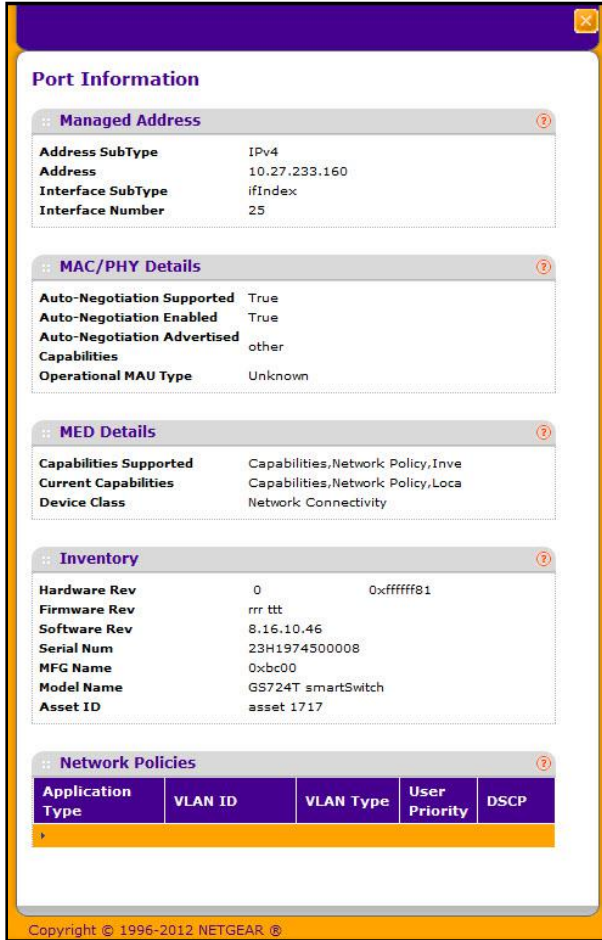 Port Information
Managed Address
Address SubType IPv4
Address 10.27.233.160
Interface SubType ifIndex
Interface Number 25
MAC/PHY Details
Auto-Negotiation Supported True
Auto-Negotiation Enabled True
Auto-Negotiation Advertised
Capabilities other
Operational MAU Type Unknown
MED Details
Capabilities Supported Capabilities,Network Policy,Inve
Current Capabilities Capabilities,Network Policy,Loca
Device Class Network Connectivity
Inventory
Hardware Rev 0 0xffffff81
Firmware Rev rrr ttt
Software Rev 8.16.10.46
Serial Num 23H1974500008
MFG Name 0xbc00
Model Name GS724T smartSwitch
Asset ID asset 1717
Network Policies
Application Type VLAN ID VLAN Type User Priority DSCP
Copyright © 1996-2012 NETGEAR ®